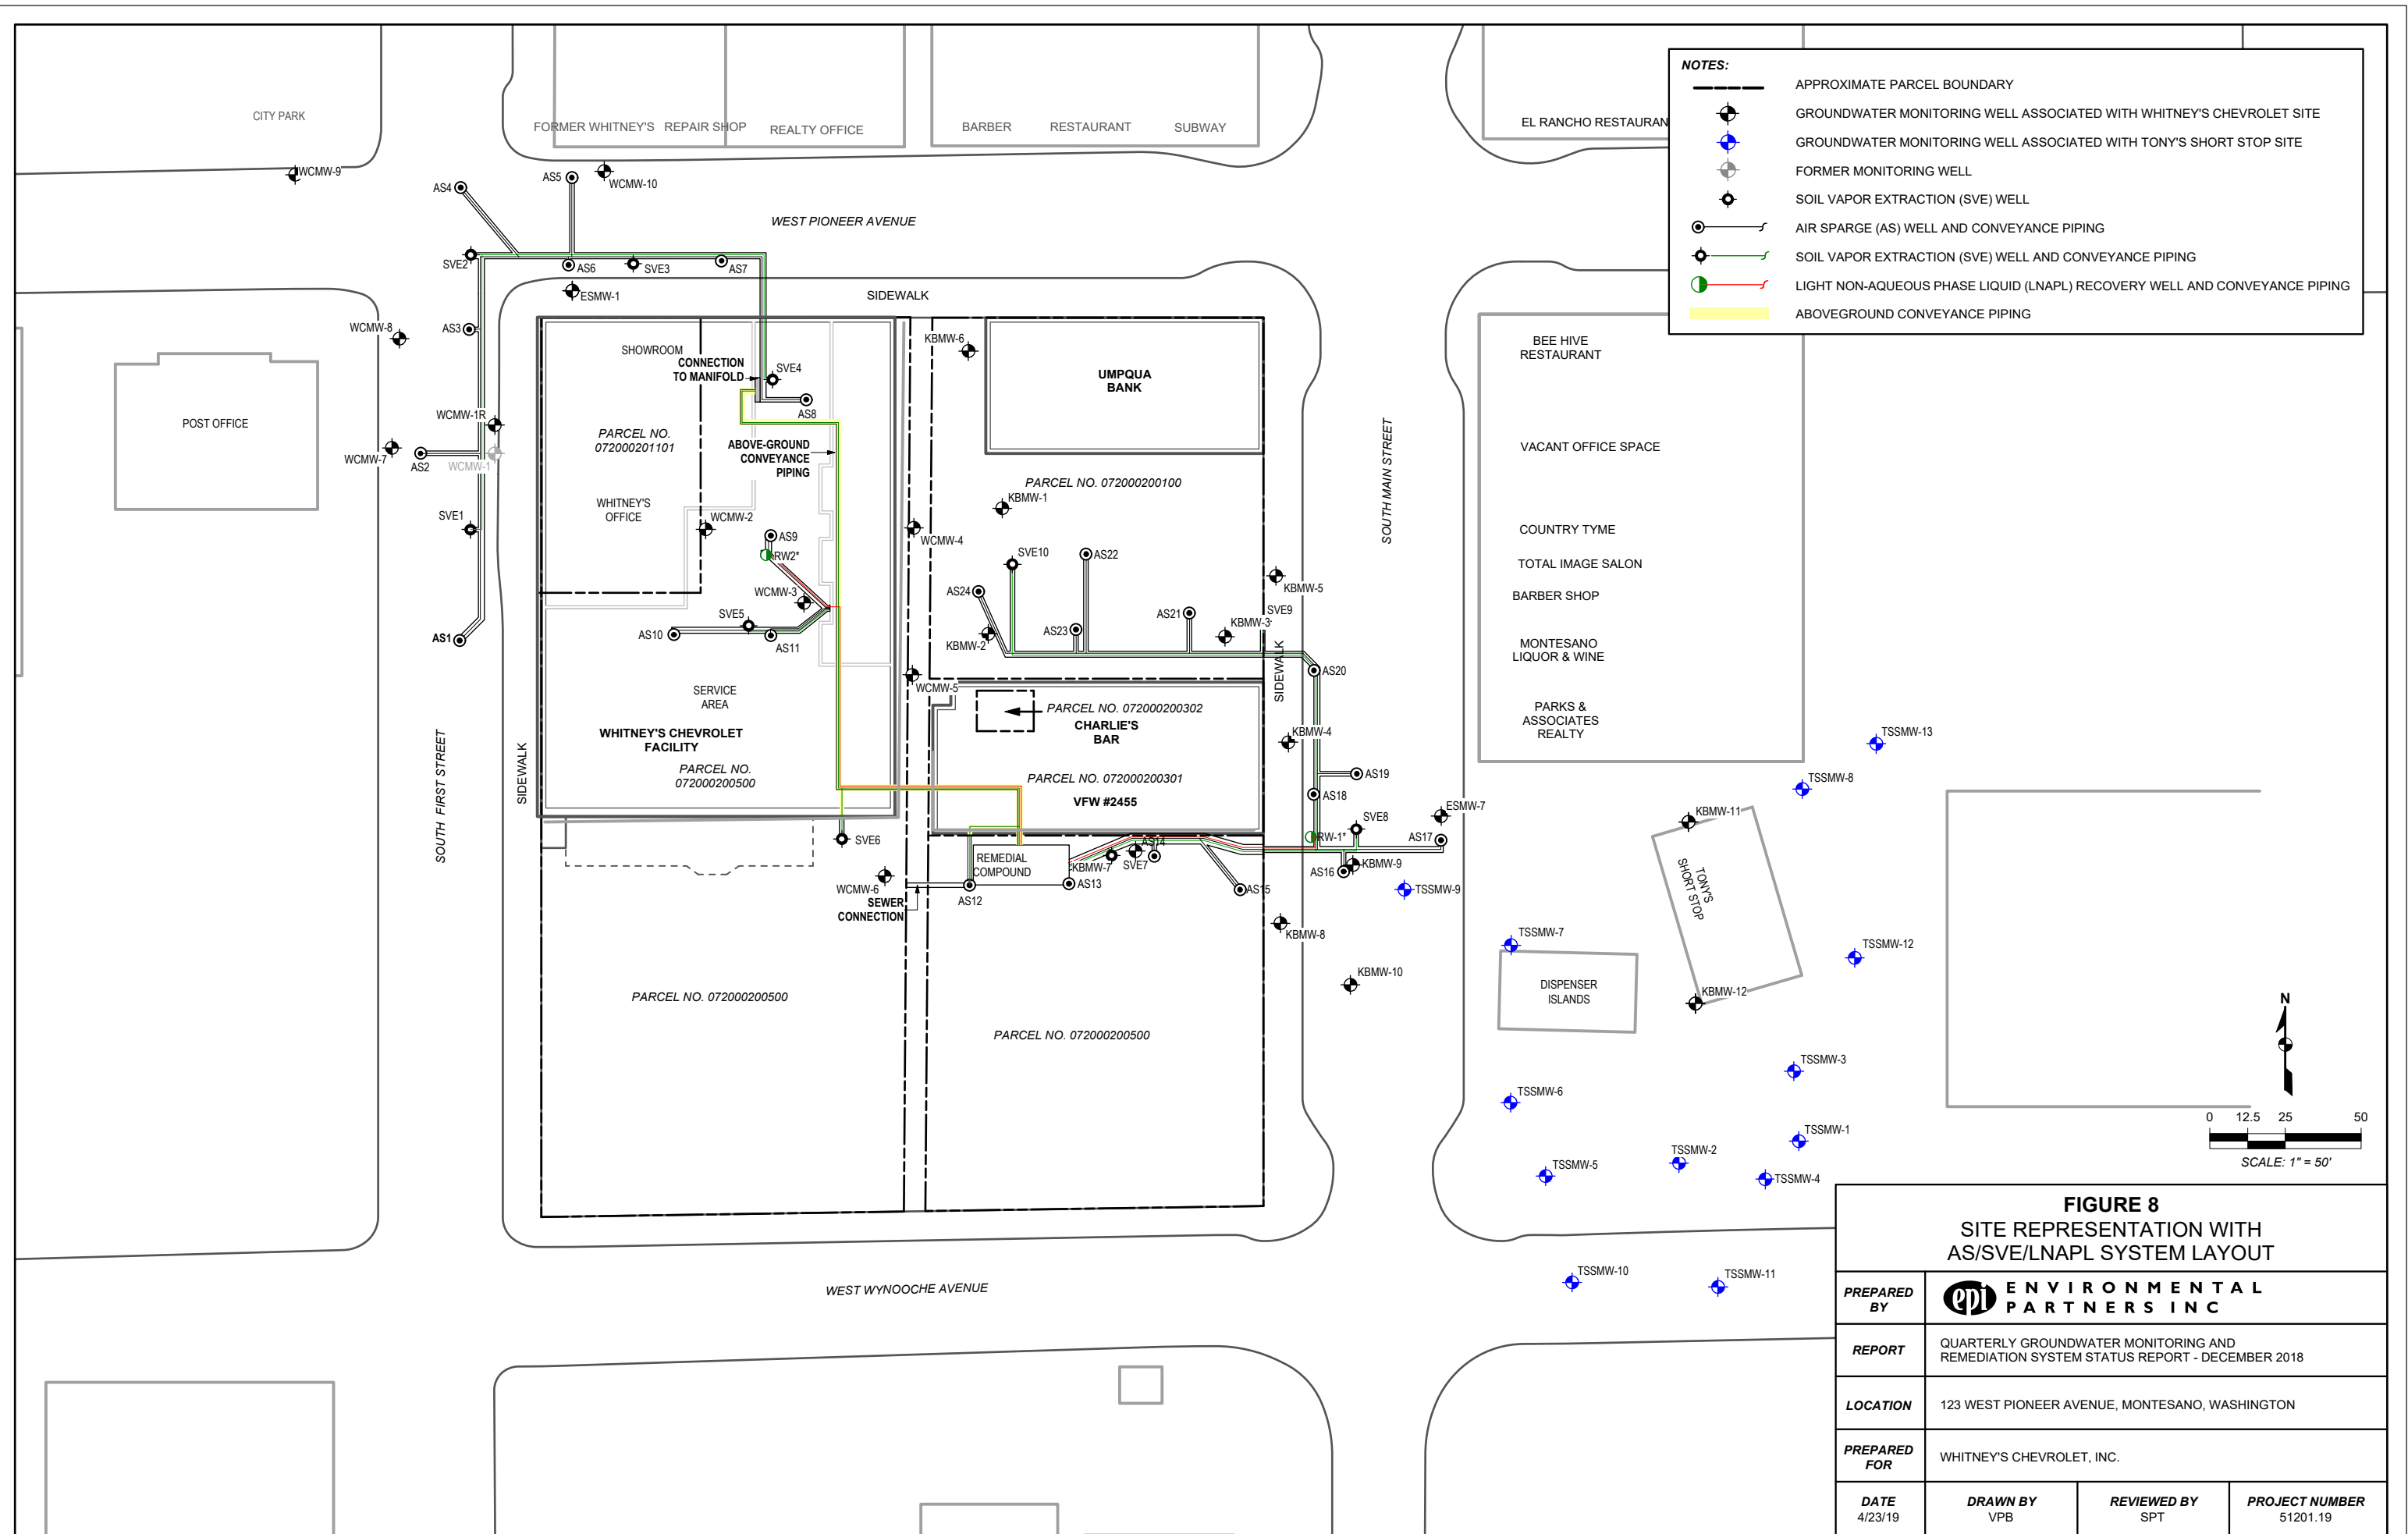 NOTES:
APPROXIMATE PARCEL BOUNDARY
GROUNDWATER MONITORING WELL ASSOCIATED WITH WHITNEY'S CHEVROLET SITE
GROUNDWATER MONITORING WELL ASSOCIATED WITH TONY'S SHORT STOP SITE
FORMER MONITORING WELL
SOIL VAPOR EXTRACTION (SVE) WELL
AIR SPARGE (AS) WELL AND CONVEYANCE PIPING
SOIL VAPOR EXTRACTION (SVE) WELL AND CONVEYANCE PIPING
LIGHT NON-AQUEOUS PHASE LIQUID (LNAPL) RECOVERY WELL AND CONVEYANCE PIPING
ABOVEGROUND CONVEYANCE PIPING
CITY PARK
FORMER WHITNEY'S REPAIR SHOP
REALTY OFFICE
BARBER
RESTAURANT
SUBWAY
EL RANCHO RESTAURAN
WCMW-9
AS4
AS5
WCMW-10
WEST PIONEER AVENUE
SVE2
AS6
SVE3
AS7
ESMW-1
SIDEWALK
WCMW-8
AS3
SHOWROOM
CONNECTION
TO MANIFOLD
SVE4
AS8
KBMW-6
UMPQUA
BANK
BEE HIVE
RESTAURANT
POST OFFICE
WCMW-1R
WCMW-7
AS2
WCMW-1
PARCEL NO.
072000201101
ABOVE-GROUND
CONVEYANCE
PIPING
SOUTH MAIN STREET
VACANT OFFICE SPACE
PARCEL NO. 072000200100
SVE1
WHITNEY'S
OFFICE
WCMW-2
AS9
RW2*
WCMW-4
KBMW-1
SVE10
AS22
COUNTRY TYME
TOTAL IMAGE SALON
BARBER SHOP
WCMW-3
AS24
KBMW-5
SVE9
AS1
AS10
SVE5
AS11
KBMW-2
AS23
AS21
KBMW-3
SIDEWALK
AS20
MONTESANO
LIQUOR & WINE
WCMW-5
SERVICE
AREA
PARCEL NO. 072000200302
CHARLIE'S
BAR
PARKS &
ASSOCIATES
REALTY
WHITNEY'S CHEVROLET
FACILITY
PARCEL NO.
072000200500
SOUTH FIRST STREET
SIDEWALK
KBMW-4
TSSMW-13
PARCEL NO. 072000200301
AS19
TSSMW-8
VFW #2455
AS18
ESMW-7
SVE8
KBMW-11
SVE6
RW-1*
AS17
AS14
REMEDIAL
COMPOUND
KBMW-7
SVE7
KBMW-9
AS16
WCMW-6
AS12
AS13
AS15
TSSMW-9
TONY'S
SHORT STOP
SEWER
CONNECTION
KBMW-8
TSSMW-7
TSSMW-12
KBMW-10
DISPENSER
ISLANDS
KBMW-12
PARCEL NO. 072000200500
PARCEL NO. 072000200500
N
TSSMW-3
TSSMW-6
0 12.5 25 50
SCALE: 1" = 50'
TSSMW-1
TSSMW-2
TSSMW-5
TSSMW-4
TSSMW-10
TSSMW-11
WEST WYNOOCHE AVENUE
FIGURE 8
SITE REPRESENTATION WITH
AS/SVE/LNAPL SYSTEM LAYOUT
PREPARED
BY
epi
ENVIRONMENTAL
PARTNERS INC
REPORT
QUARTERLY GROUNDWATER MONITORING AND
REMEDIATION SYSTEM STATUS REPORT - DECEMBER 2018
LOCATION
123 WEST PIONEER AVENUE, MONTESANO, WASHINGTON
PREPARED
FOR
WHITNEY'S CHEVROLET, INC.
DATE
4/23/19
DRAWN BY
VPB
REVIEWED BY
SPT
PROJECT NUMBER
51201.19